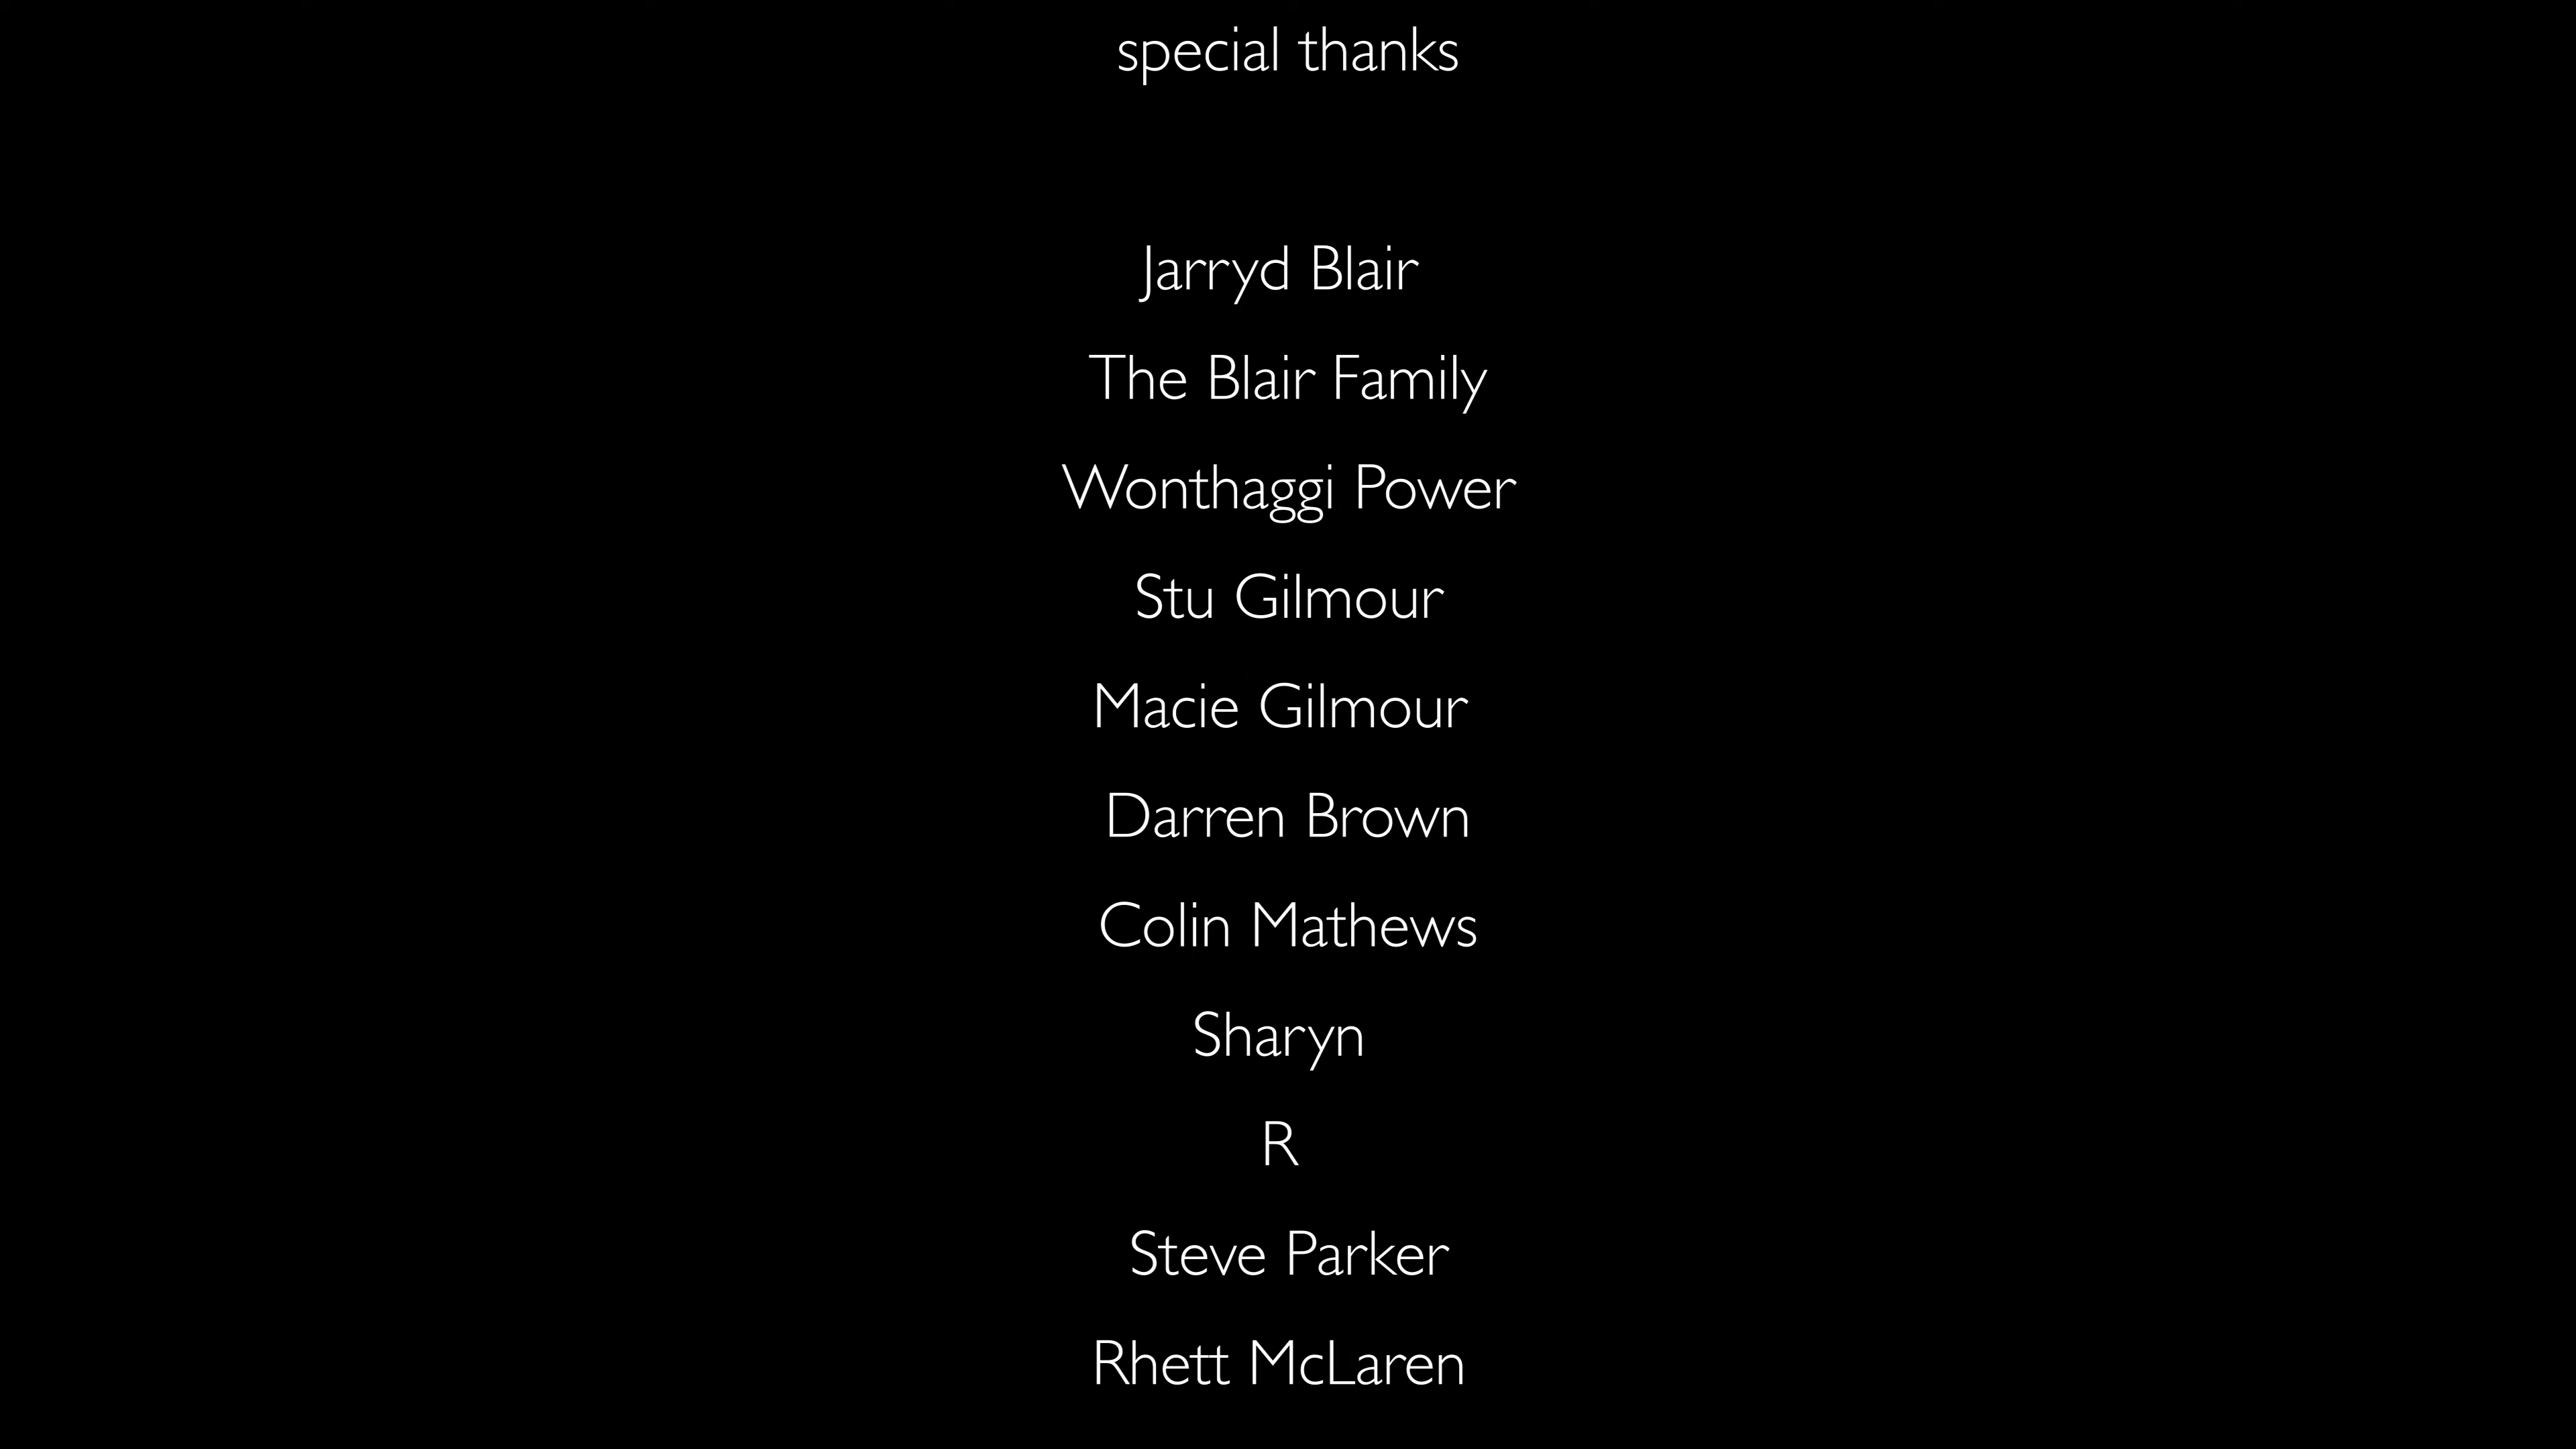 special thanks
Jarryd Blair
The Blair Family
Wonthaggi Power
Stu Gilmour
Macie Gilmour
Darren Brown
Colin Mathews
Sharyn
R
Steve Parker
Rhett McLaren